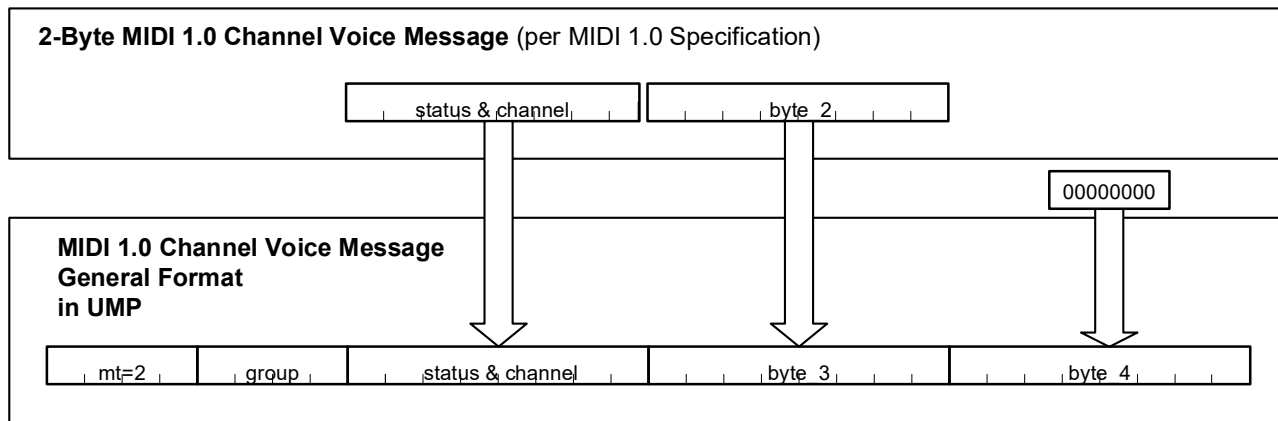 2-Byte MIDI 1.0 Channel Voice Message (per MIDI 1.0 Specification)
status & channel byte 2
00000000
MIDI 1.0 Channel Voice Message
General Format
in UMP
mt=2 group status & channel byte 3 byte 4